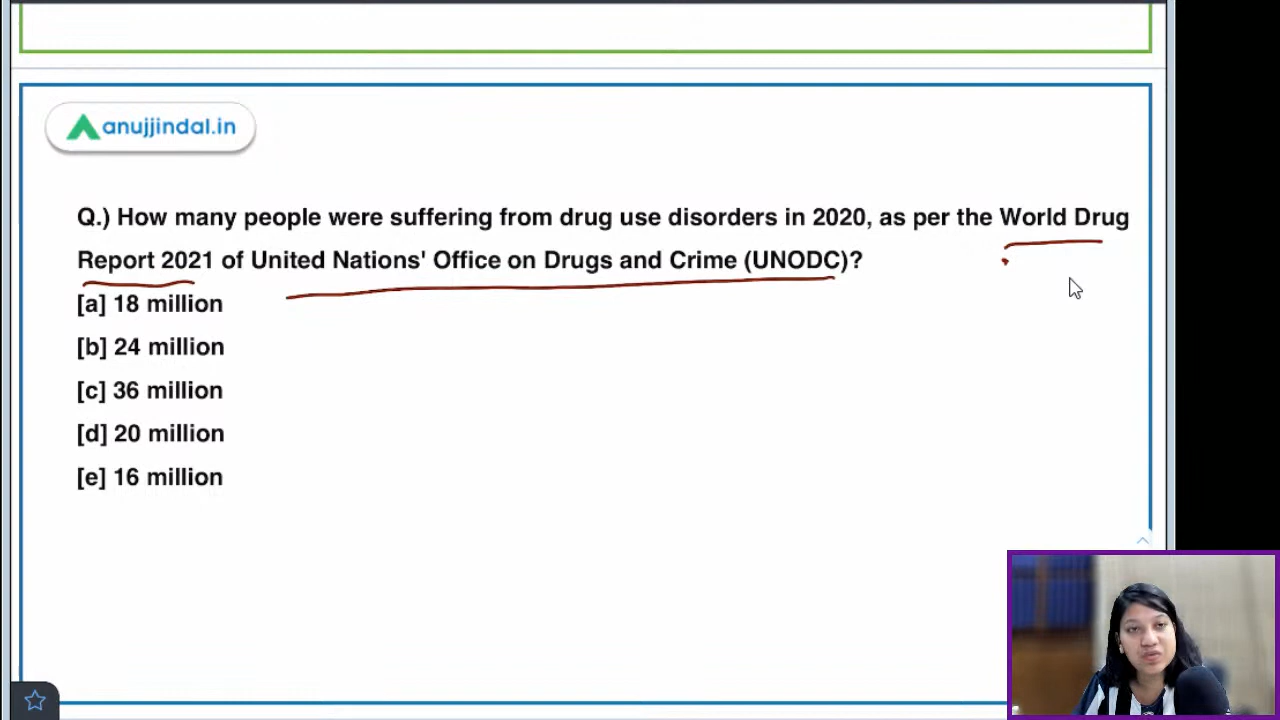 anujjindal.in
Q.) How many people were suffering from drug use disorders in 2020, as per the World Drug
Report 2021 of United Nations' Office on Drugs and Crime (UNODC)?
[a] 18 million
[b] 24 million
[c] 36 million
[d] 20 million
[e] 16 million